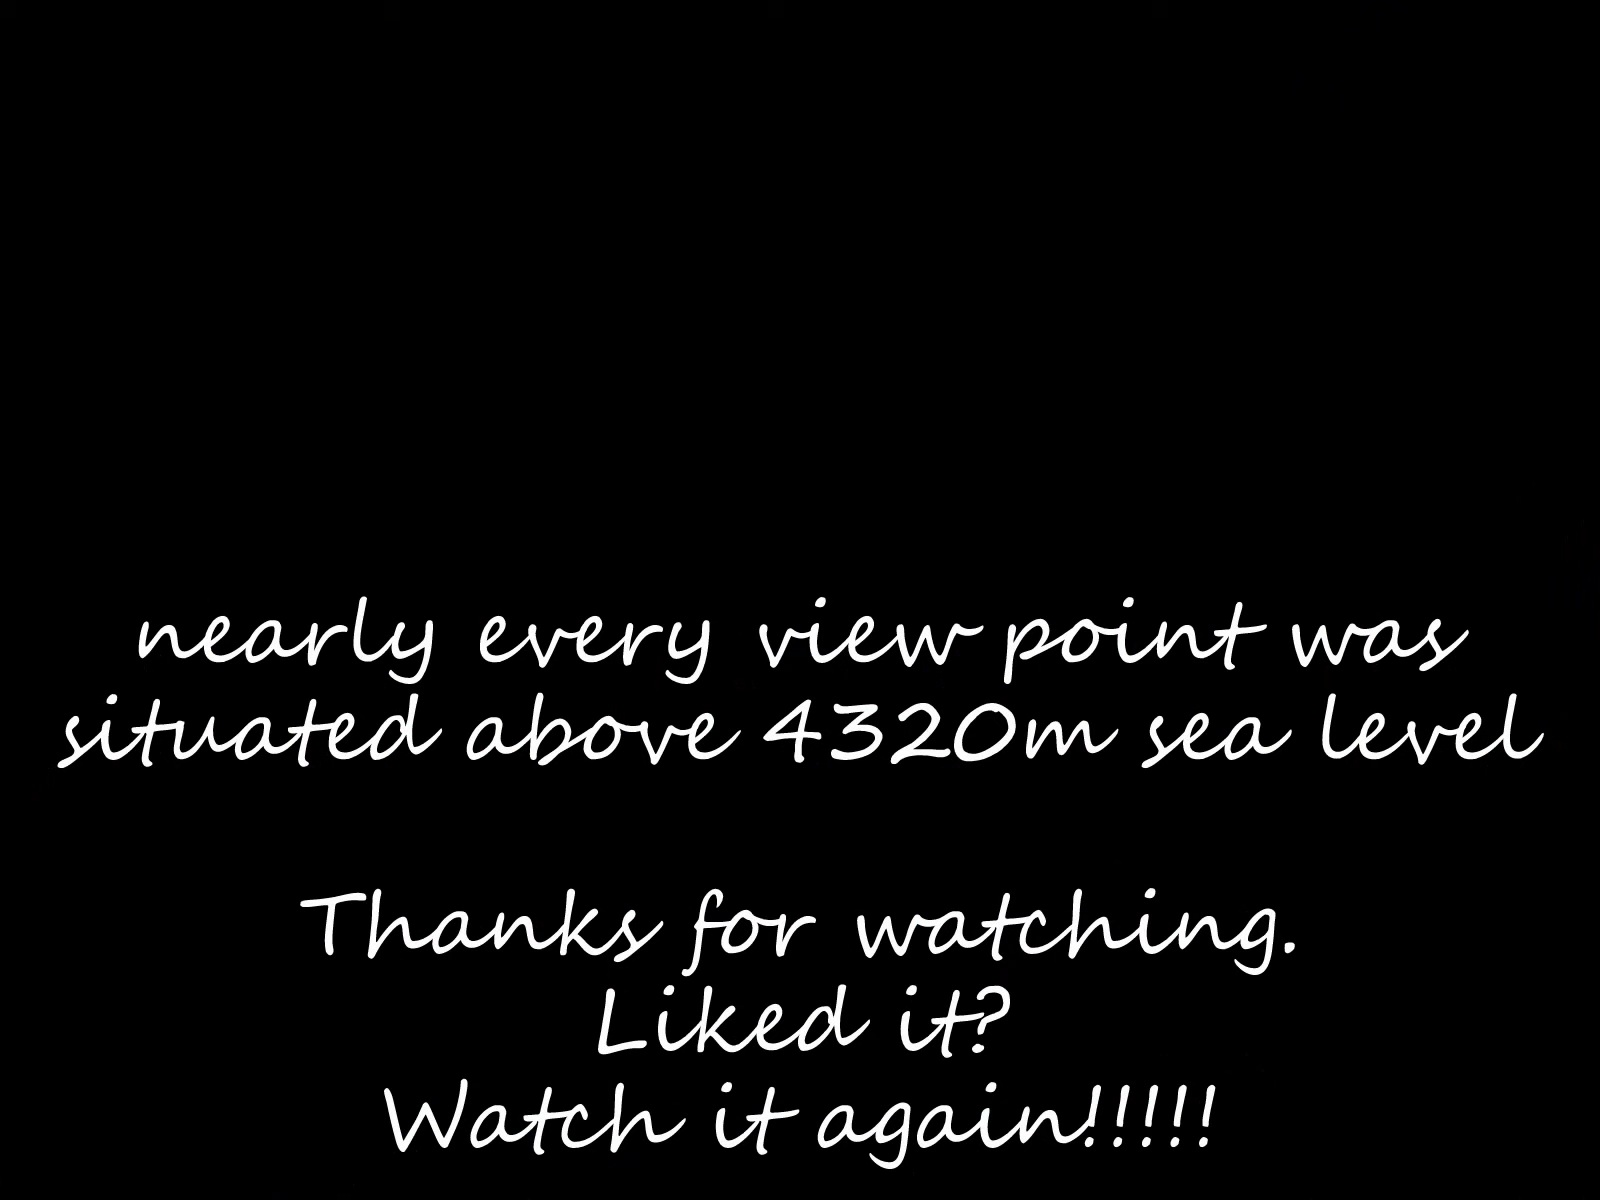 nearly every view point was
situated above 4320m sea level
Thanks for watching.
Liked it?
Watch it again!!!!!